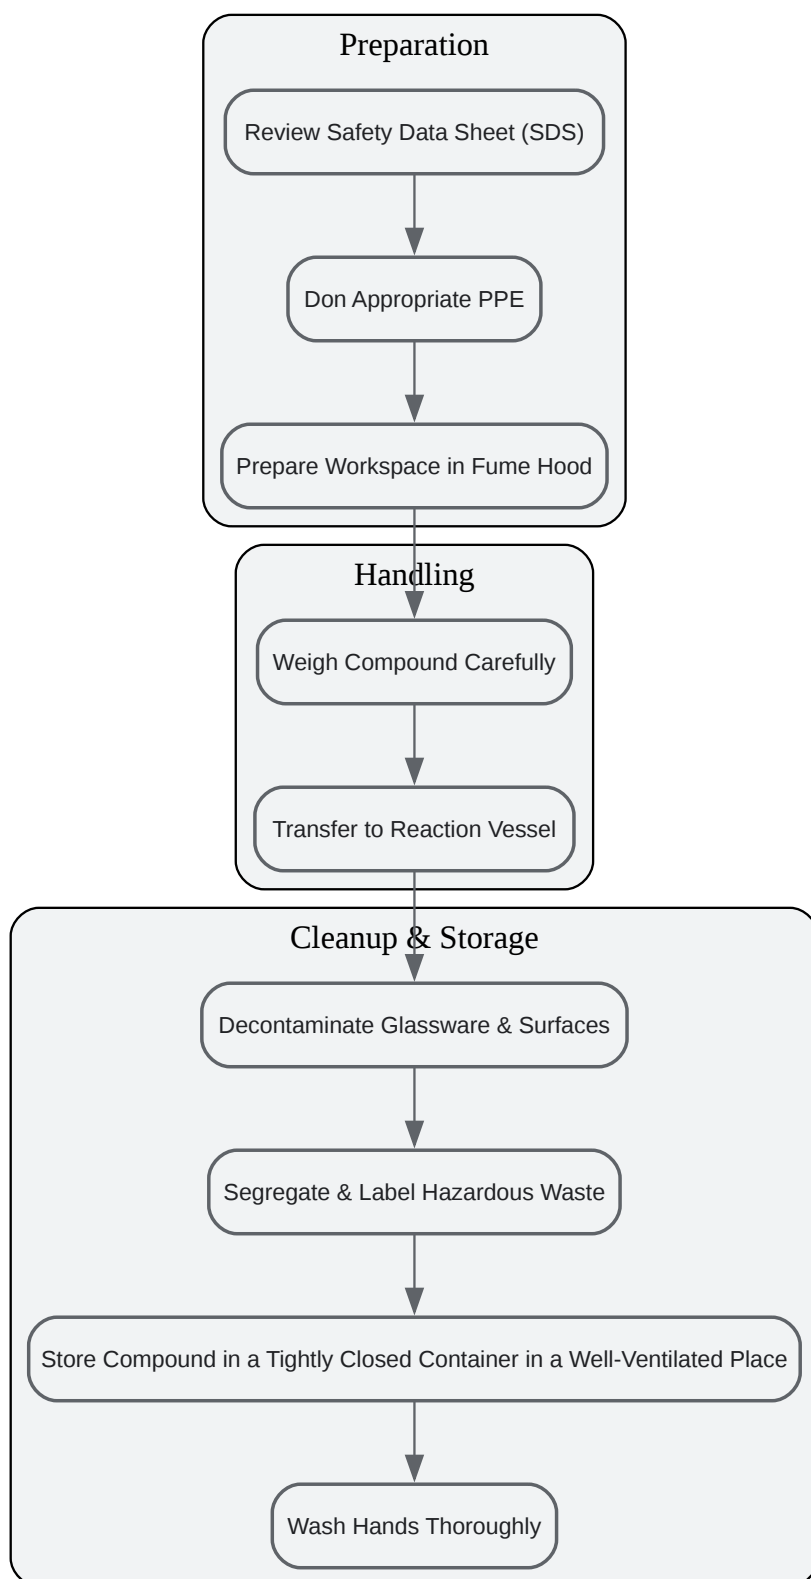 Preparation
Review Safety Data Sheet (SDS)
Don Appropriate PPE
Prepare Workspace in Fume Hood
Handling
Weigh Compound Carefully
Transfer to Reaction Vessel
Cleanup & Storage
Decontaminate Glassware & Surfaces
Segregate & Label Hazardous Waste
Store Compound in a Tightly Closed Container in a Well-Ventilated Place
Wash Hands Thoroughly